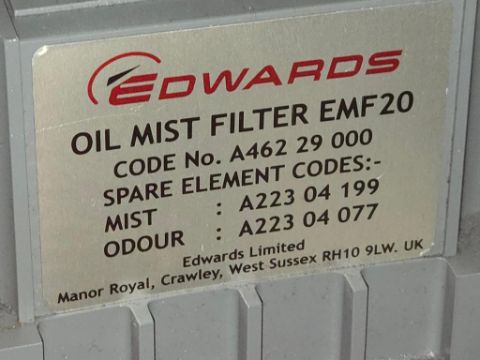 EDWARDS
OIL MIST FILTER EMF20
CODE No. A462 29 000
SPARE ELEMENT CODES:-
MIST : A223 04 199
ODOUR : A223 04 077
Edwards Limited
Manor Royal, Crawley, West Sussex RH10 9LW. UK